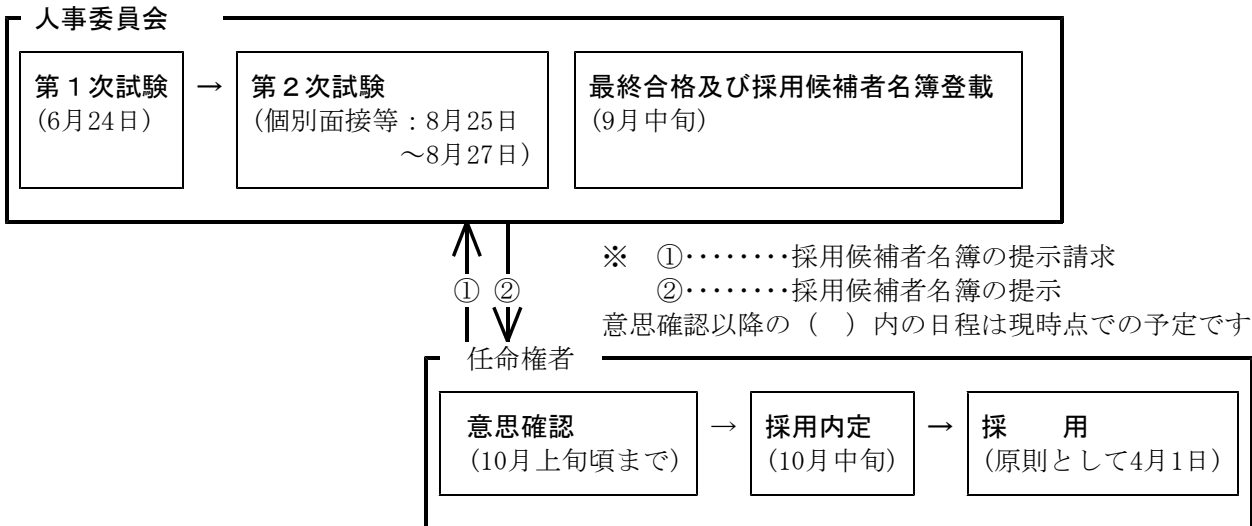 人事委員会
第1次試験
(6月24日)
→
第2次試験
(個別面接等:8月25日
～8月27日)
最終合格及び採用候補者名簿登載
(9月中旬)
① ②
※ ①‥‥‥‥採用候補者名簿の提示請求
②‥‥‥‥採用候補者名簿の提示
意思確認以降の( )内の日程は現時点での予定です
任命権者
意思確認
(10月上旬頃まで)
→
採用内定
(10月中旬)
→
採 用
(原則として4月1日)